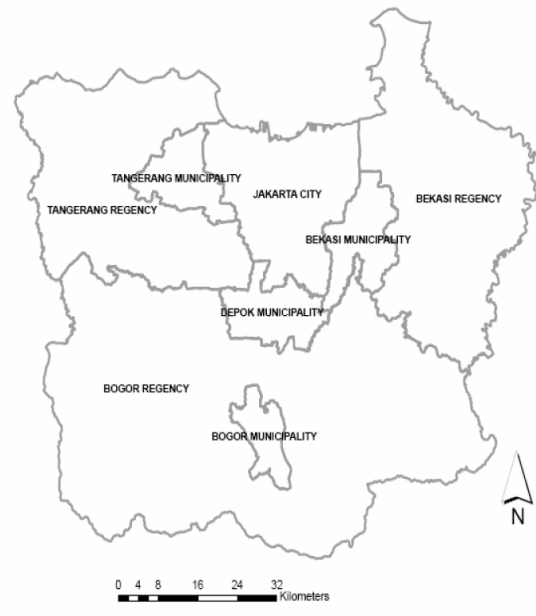 TANGERANG MUNICIPALITY
JAKARTA CITY
BEKASI REGENCY
TANGERANG REGENCY
BEKASI MUNICIPALITY
DEPOK MUNICIPALITY
BOGOR REGENCY
BOGOR MUNICIPALITY
N
0 4 8 16 24 32
Kilometers